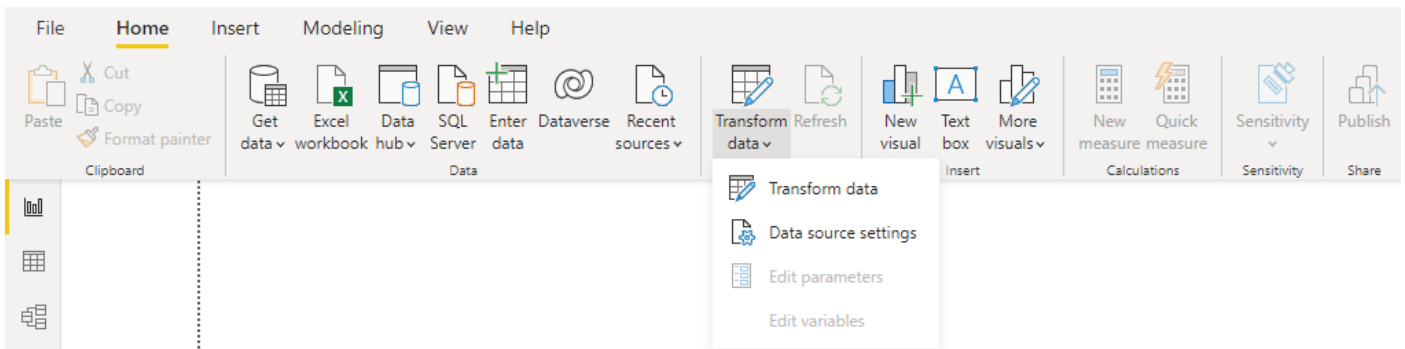 File Home Insert Modeling View Help
Cut
Copy
Format painter
Paste
Get data
Excel workbook
Data hub
SQL Server
Enter data
Dataverse
Recent sources
Transform data
Refresh
New visual
Text box
A
More visuals
New measure
Quick measure
Sensitivity
Publish
Clipboard Data Insert Calculations Sensitivity Share
Transform data
Data source settings
Edit parameters
Edit variables